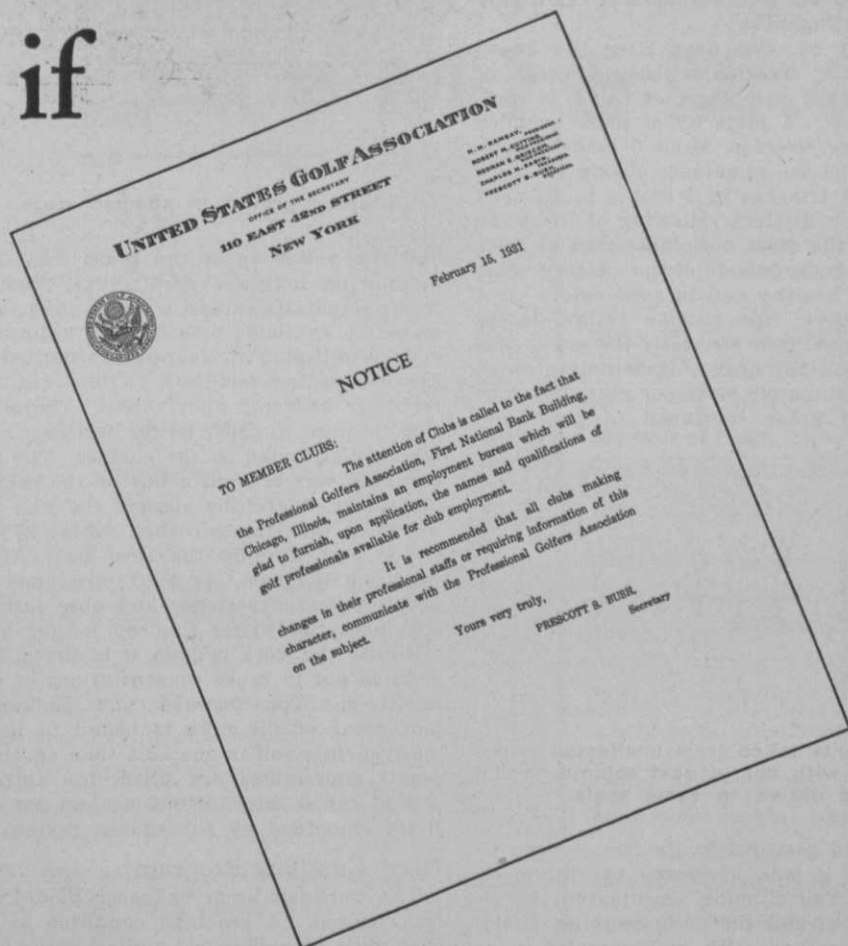 if
UNITED STATES GOLF ASSOCIATION
OFFICE OF THE SECRETARY
110 EAST 42ND STREET
NEW YORK
H. H. RAMSAY, PRESIDENT
PRESCOTT S. BUSH,
February 15, 1931
NOTICE
TO MEMBER CLUBS:
The attention of Clubs is called to the fact that
the Professional Golfers Association, First National Bank Building,
Chicago, Illinois, maintains an employment bureau which will be
glad to furnish, upon application, the names and qualifications of
golf professionals available for club employment.
It is recommended that all clubs making
changes in their professional staffs or requiring information of this
character, communicate with the Professional Golfers Association
on the subject.
Yours very truly,
PRESCOTT S. BUSH,
Secretary